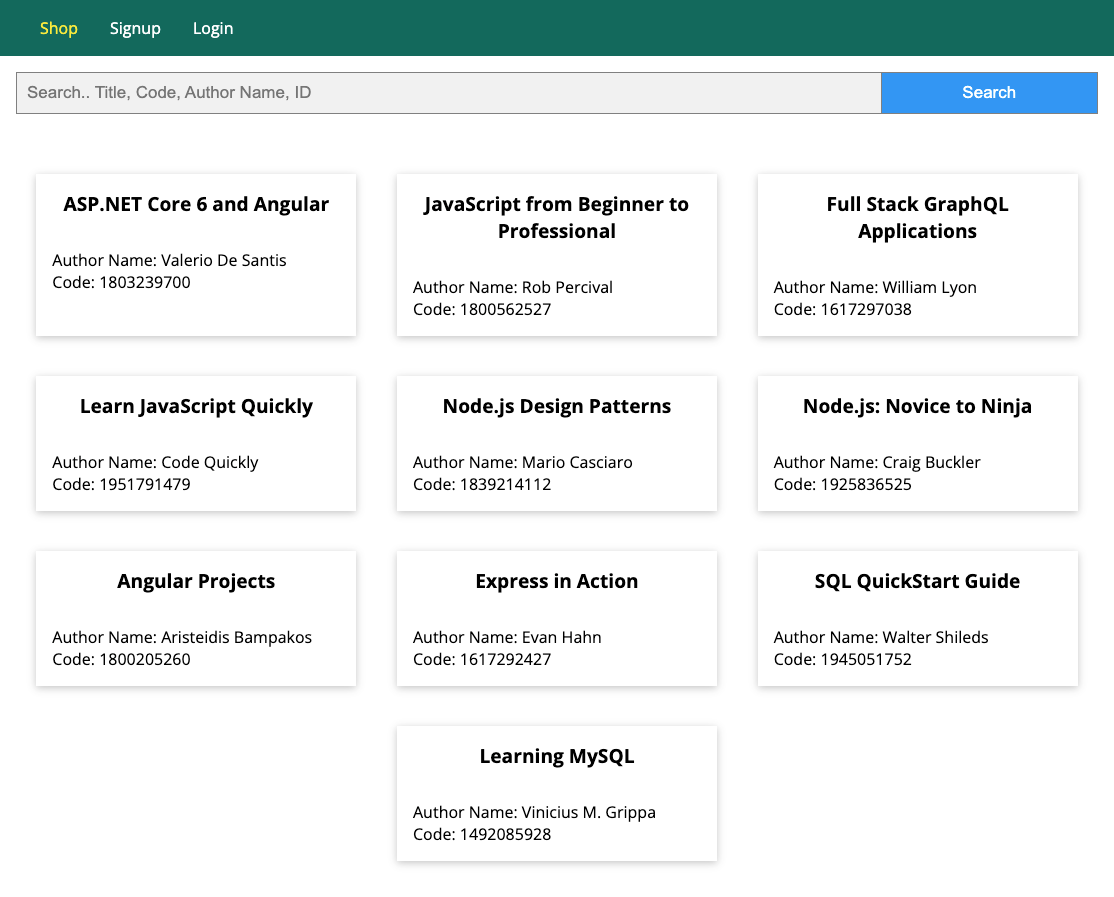 Shop Signup Login
Search.. Title, Code, Author Name, ID
Search
ASP.NET Core 6 and Angular
Author Name: Valerio De Santis
Code: 1803239700
JavaScript from Beginner to
Professional
Author Name: Rob Percival
Code: 1800562527
Full Stack GraphQL
Applications
Author Name: William Lyon
Code: 1617297038
Learn JavaScript Quickly
Author Name: Code Quickly
Code: 1951791479
Node.js Design Patterns
Author Name: Mario Casciaro
Code: 1839214112
Node.js: Novice to Ninja
Author Name: Craig Buckler
Code: 1925836525
Angular Projects
Author Name: Aristeidis Bampakos
Code: 1800205260
Express in Action
Author Name: Evan Hahn
Code: 1617292427
SQL QuickStart Guide
Author Name: Walter Shileds
Code: 1945051752
Learning MySQL
Author Name: Vinicius M. Grippa
Code: 1492085928